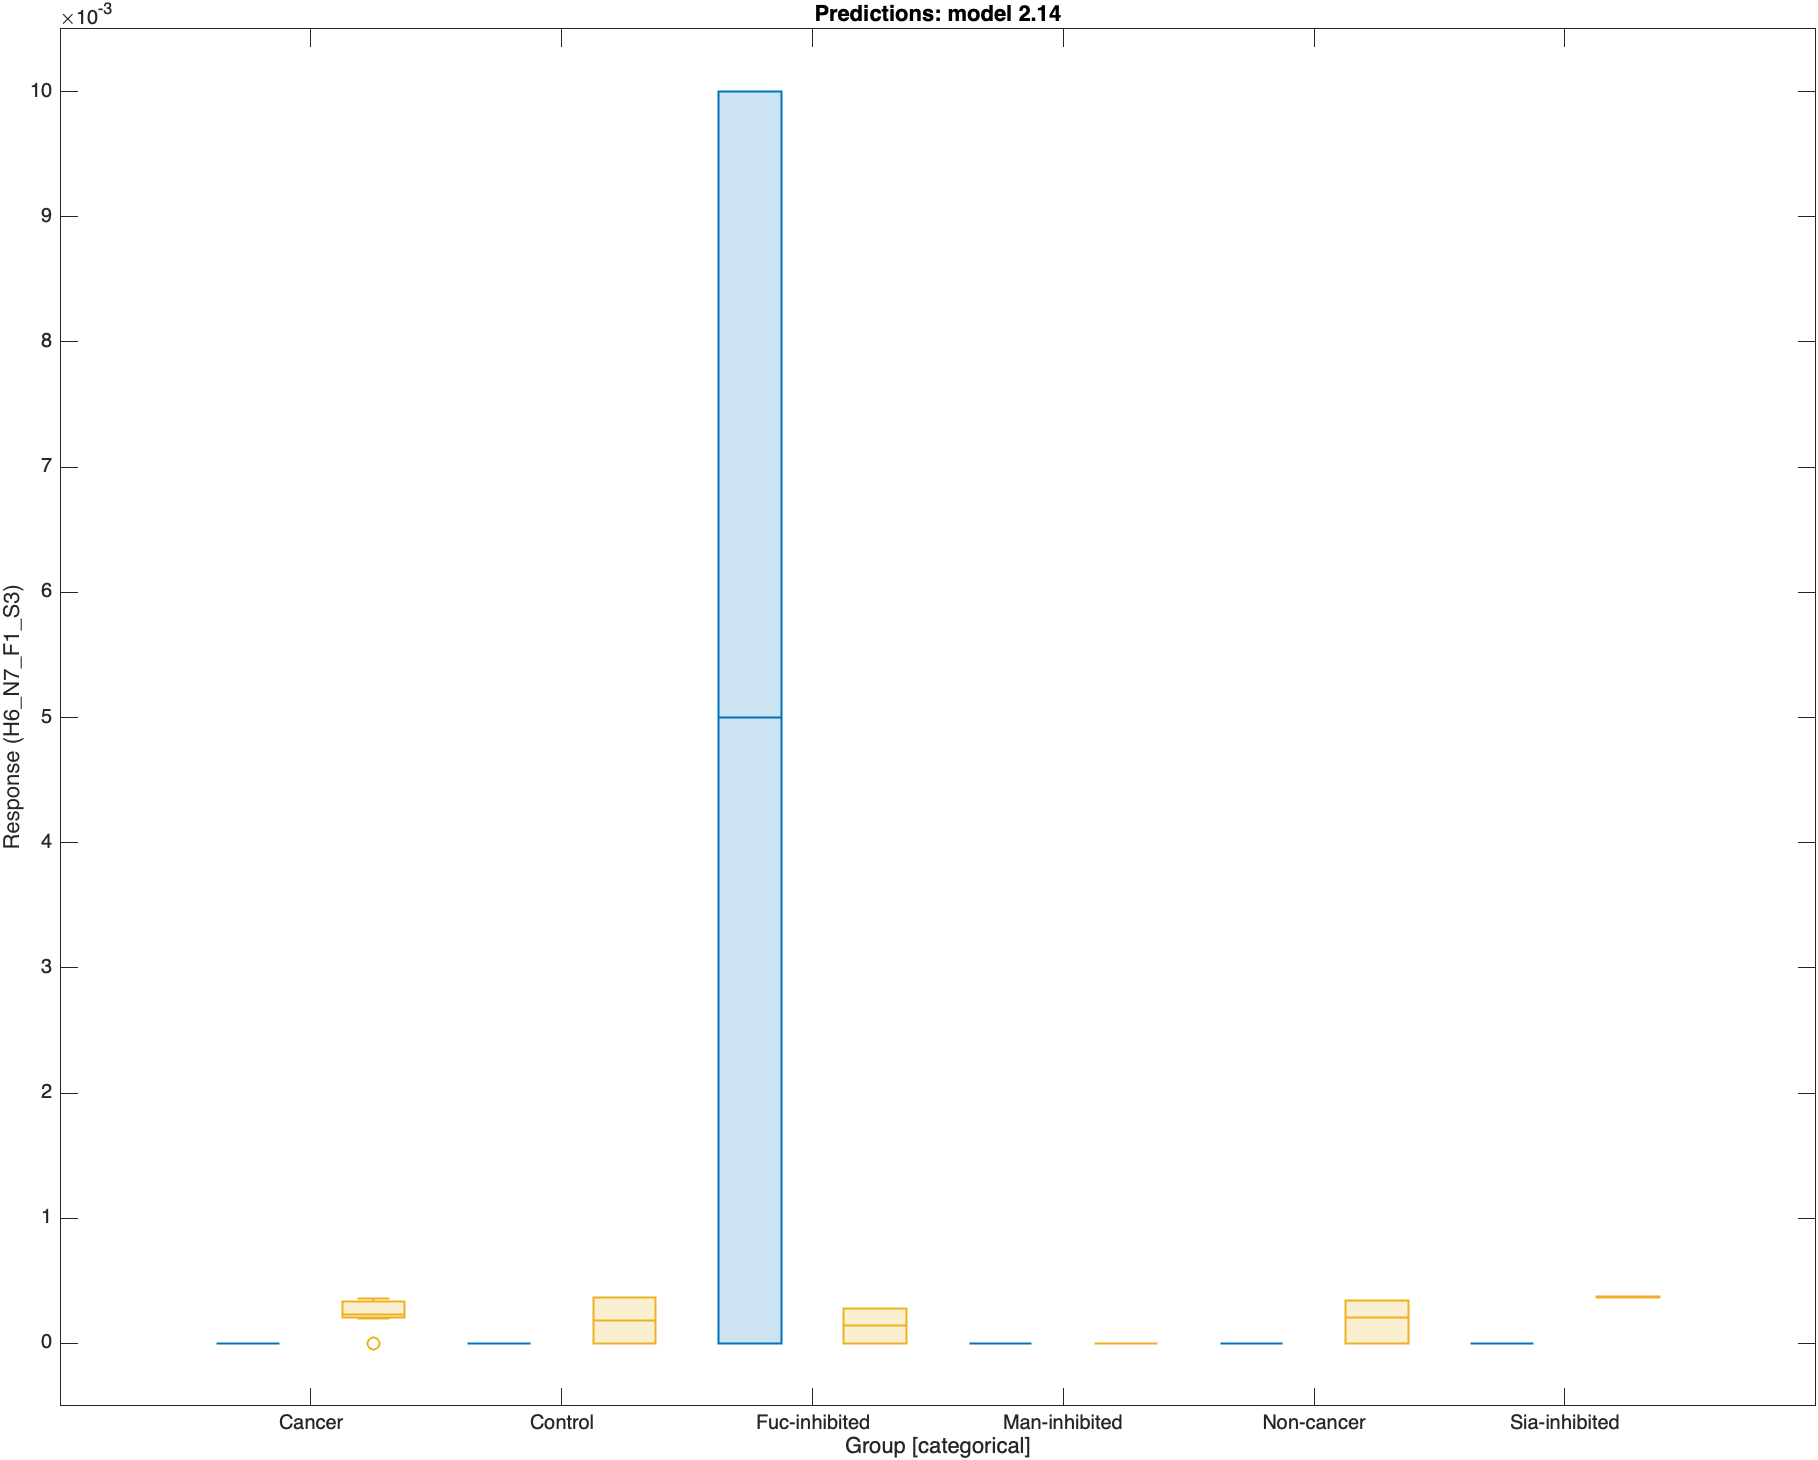 Predictions: model 2.14
×10-3
10
9
8
7
6
5
4
3
2
1
0
Response (H6_N7_F1_S3)
Cancer
Control
Fuc-inhibited
Man-inhibited
Non-cancer
Sia-inhibited
Group [categorical]